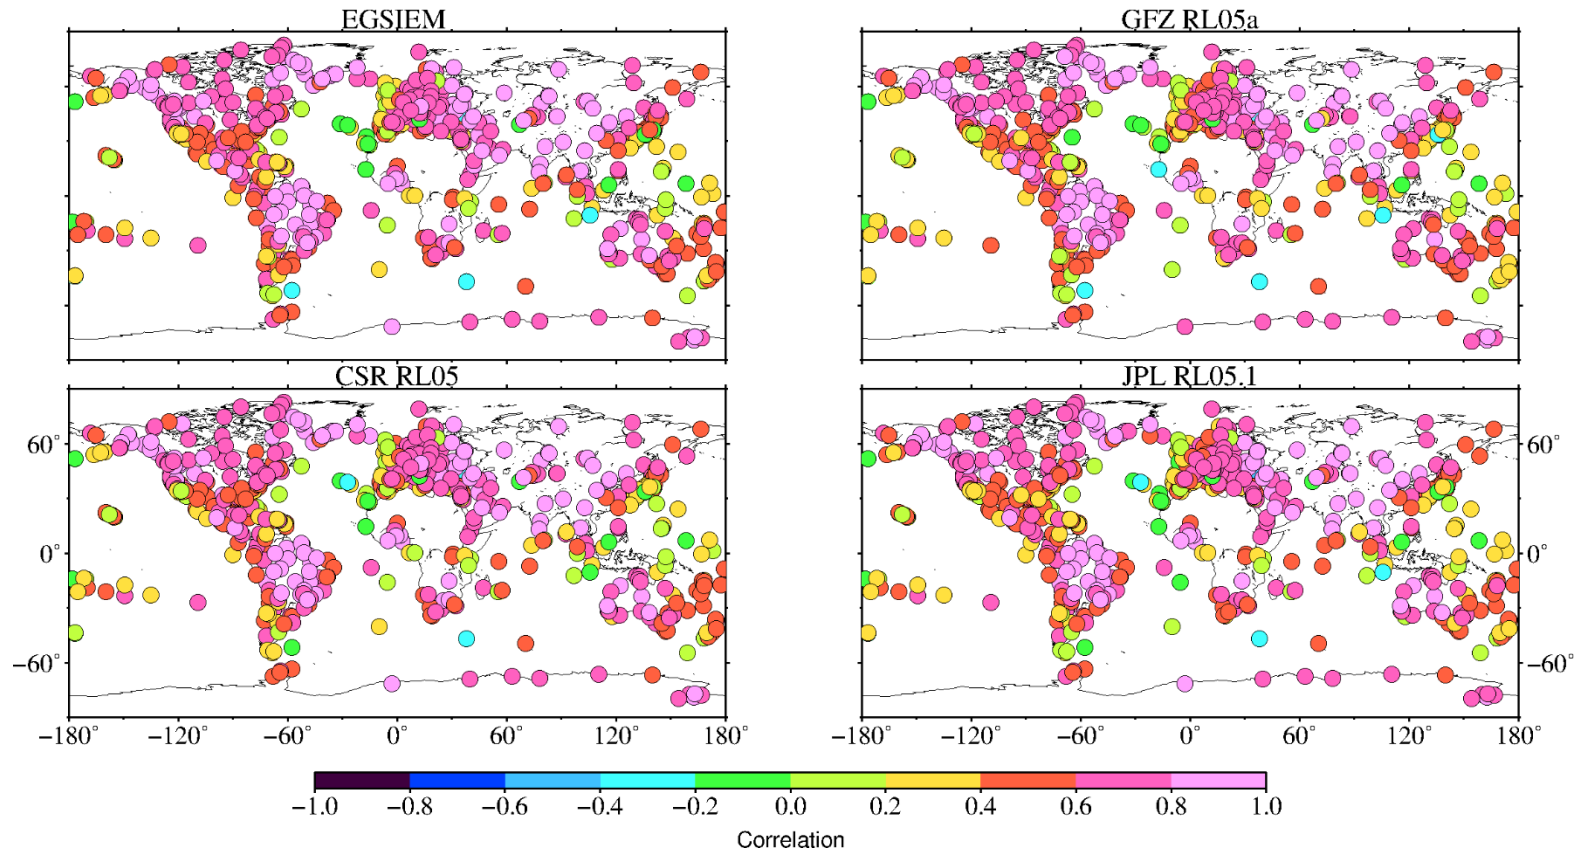 EGSIEM GFZ RL05a
CSR RL05 JPL RL05.1
60° 60°
0° 0°
−60° −60°
−180° −120° −60° 0° 60° 120° 180° −180° −120° −60° 0° 60° 120° 180°
−1.0 −0.8 −0.6 −0.4 −0.2 0.0 0.2 0.4 0.6 0.8 1.0
Correlation